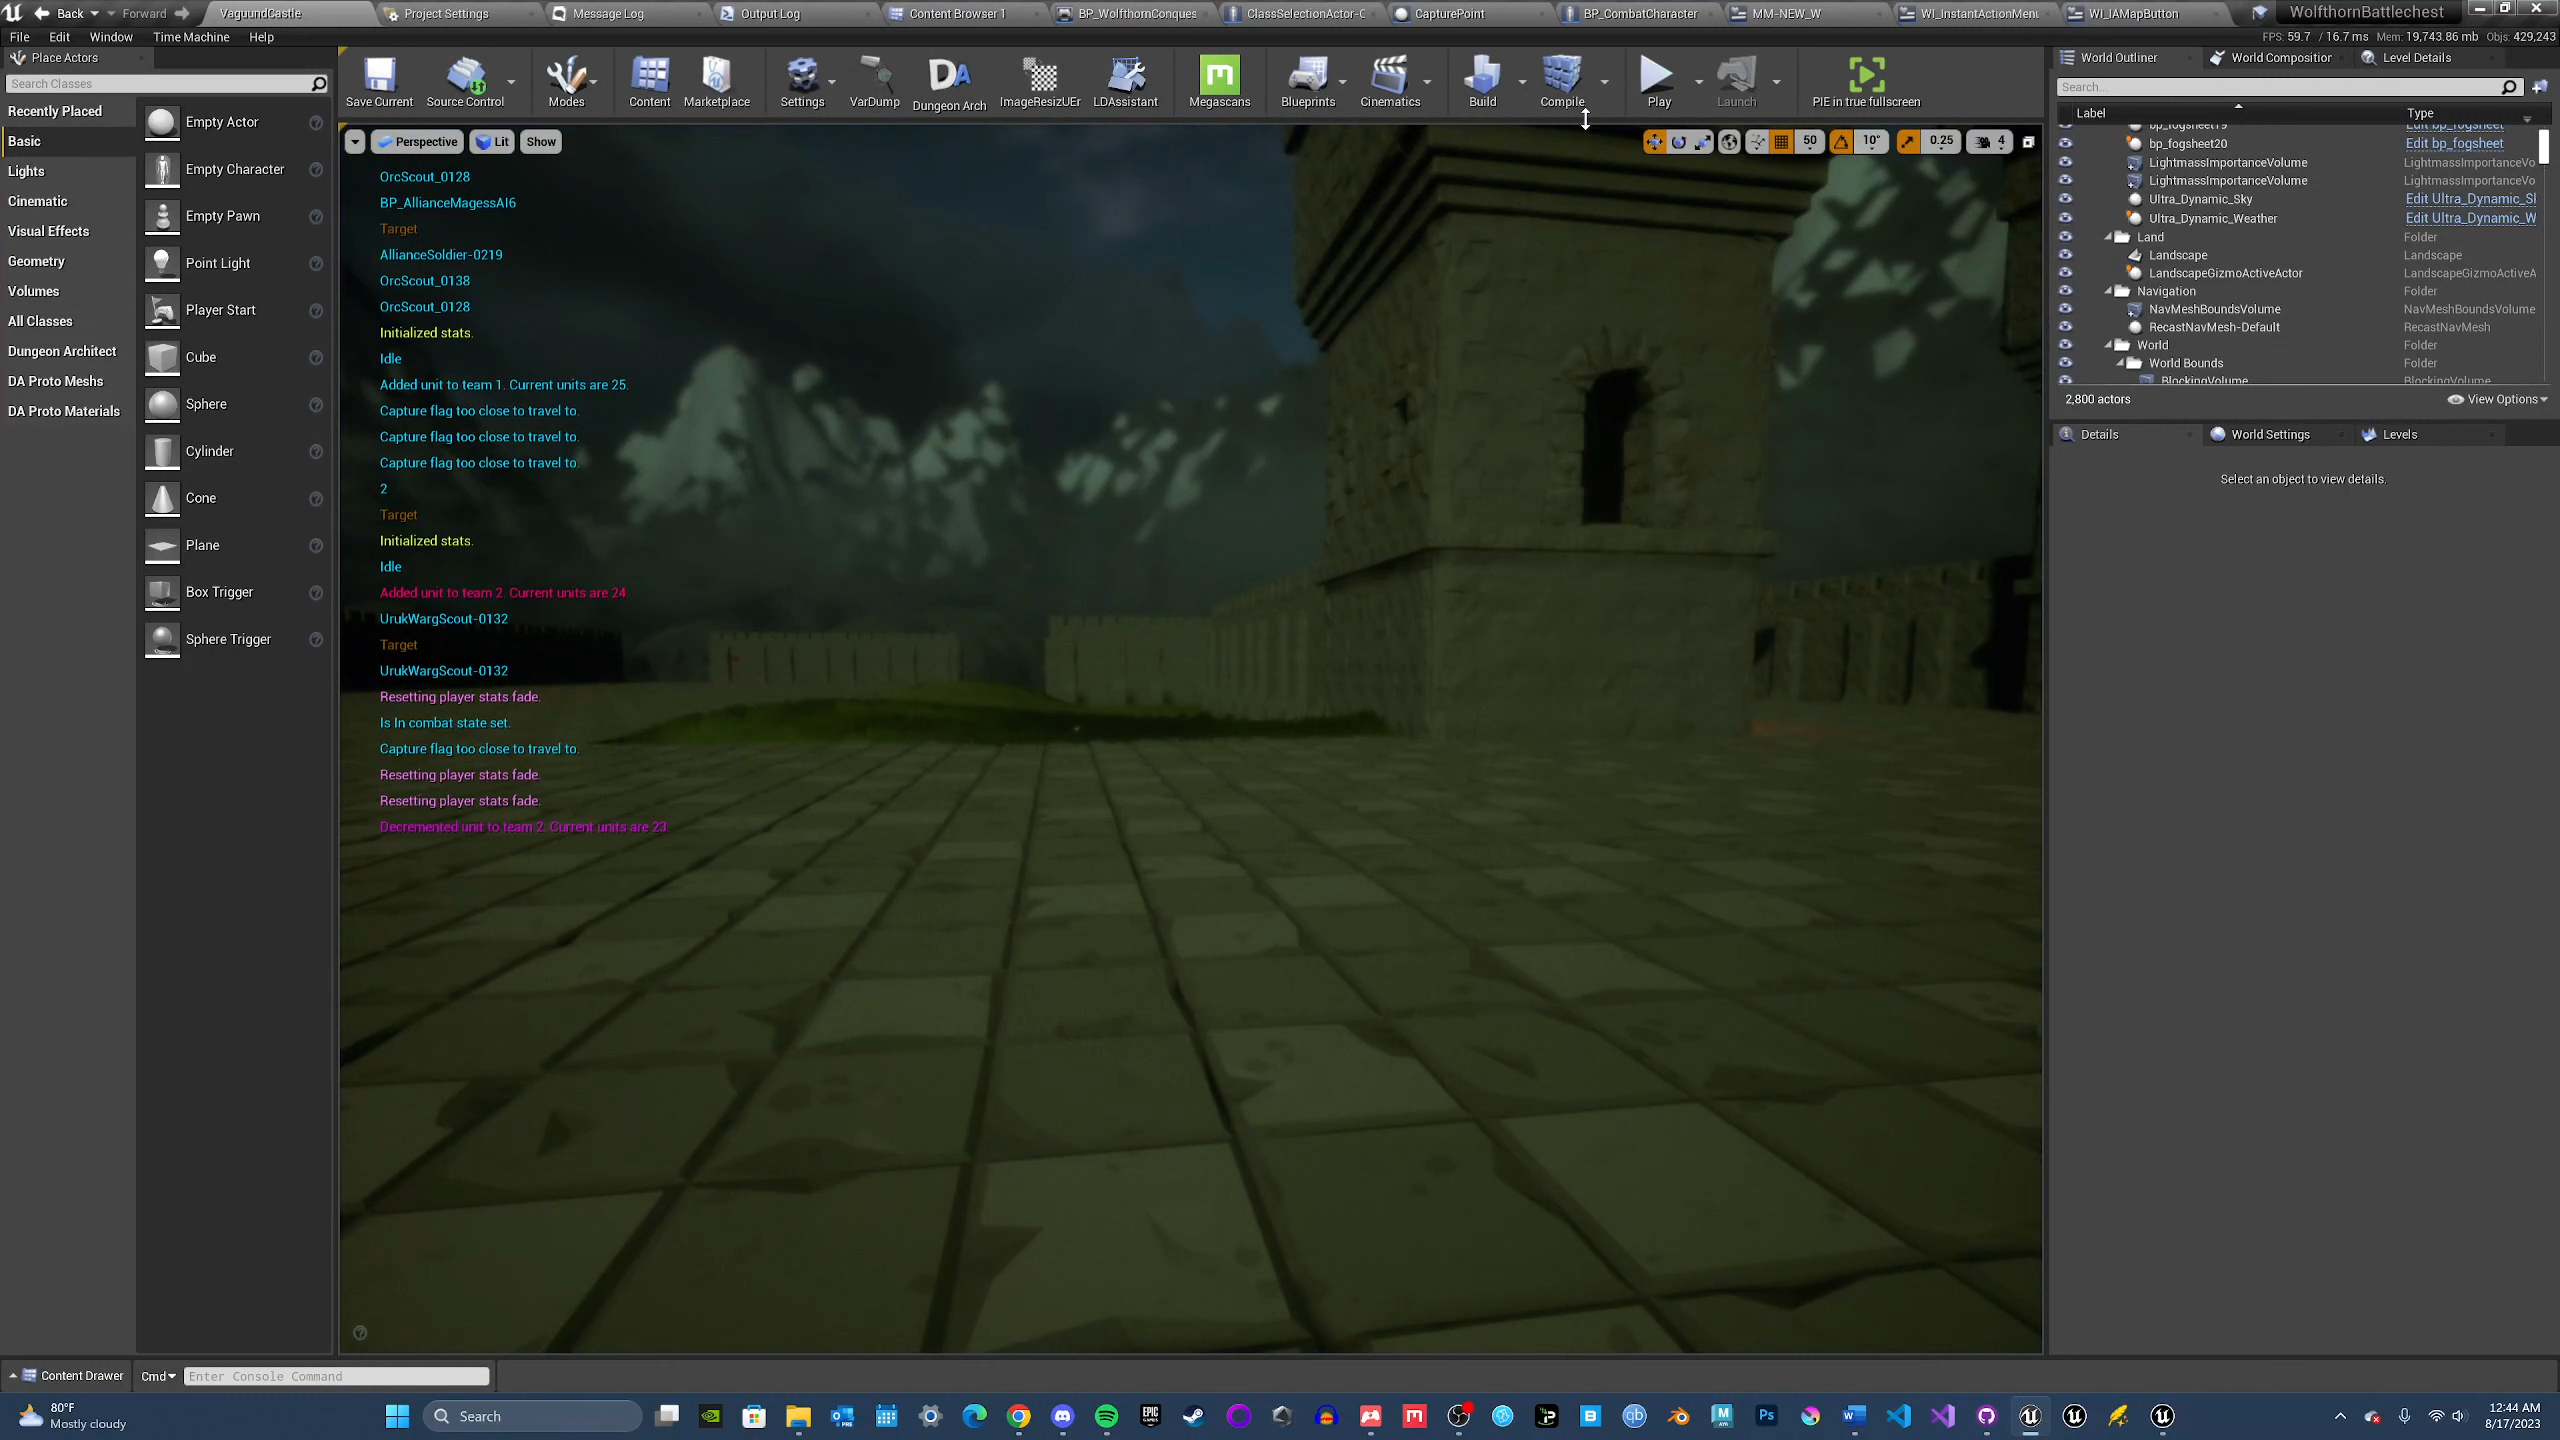 Back
Forward
VaguundCastle
Project Settings
Message Log
Output Log
Content Browser 1
BP_WolfthornConques
ClassSelectionActor-C
CapturePoint
BP_CombatCharacter
MM-NEW_W
WI_InstantActionMenu
WI_IAMapButton
WolfthornBattlechest
File
Edit
Window
Time Machine
Help
FPS: 59.7 / 16.7 ms
Mem: 19,743.86 mb
Objs: 429,243
Place Actors
Search Classes
Recently Placed
Basic
Lights
Cinematic
Visual Effects
Geometry
Volumes
All Classes
Dungeon Architect
DA Proto Meshs
DA Proto Materials
Empty Actor
Empty Character
Empty Pawn
Point Light
Player Start
Cube
Sphere
Cylinder
Cone
Plane
Box Trigger
Sphere Trigger
Save Current
Source Control
Modes
Content
Marketplace
Settings
VarDump
Dungeon Arch
ImageResizUEr
LDAssistant
Megascans
Blueprints
Cinematics
Build
Compile
Play
Launch
PIE in true fullscreen
Perspective
Lit
Show
50
10°
0.25
4
OrcScout_0128
BP_AllianceMagessAI6
Target
AllianceSoldier-0219
OrcScout_0138
OrcScout_0128
Initialized stats.
Idle
Added unit to team 1. Current units are 25.
Capture flag too close to travel to.
Capture flag too close to travel to.
Capture flag too close to travel to.
2
Target
Initialized stats.
Idle
Added unit to team 2. Current units are 24.
UrukWargScout-0132
Target
UrukWargScout-0132
Resetting player stats fade.
Is In combat state set.
Capture flag too close to travel to.
Resetting player stats fade.
Resetting player stats fade.
Decremented unit to team 2. Current units are 23.
World Outliner
World Composition
Level Details
Search...
Label
Type
bp_fogsheet19
Edit bp_fogsheet
bp_fogsheet20
Edit bp_fogsheet
LightmassImportanceVolume
LightmassImportanceVo
LightmassImportanceVolume
LightmassImportanceVo
Ultra_Dynamic_Sky
Edit Ultra_Dynamic_Sl
Ultra_Dynamic_Weather
Edit Ultra_Dynamic_W
Land
Folder
Landscape
Landscape
LandscapeGizmoActiveActor
LandscapeGizmoActiveA
Navigation
Folder
NavMeshBoundsVolume
NavMeshBoundsVolume
RecastNavMesh-Default
RecastNavMesh
World
Folder
World Bounds
Folder
BlockingVolume
BlockingVolume
2,800 actors
View Options
Details
World Settings
Levels
Select an object to view details.
Content Drawer
Cmd
Enter Console Command
80°F
Mostly cloudy
Search
12:44 AM
8/17/2023